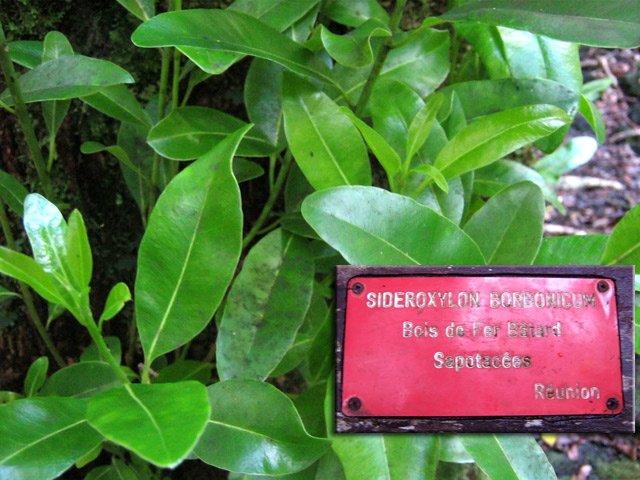 SIDEROXYLON BORBONICUM
Bois de Fer Bâtard
Sapotacées
Réunion